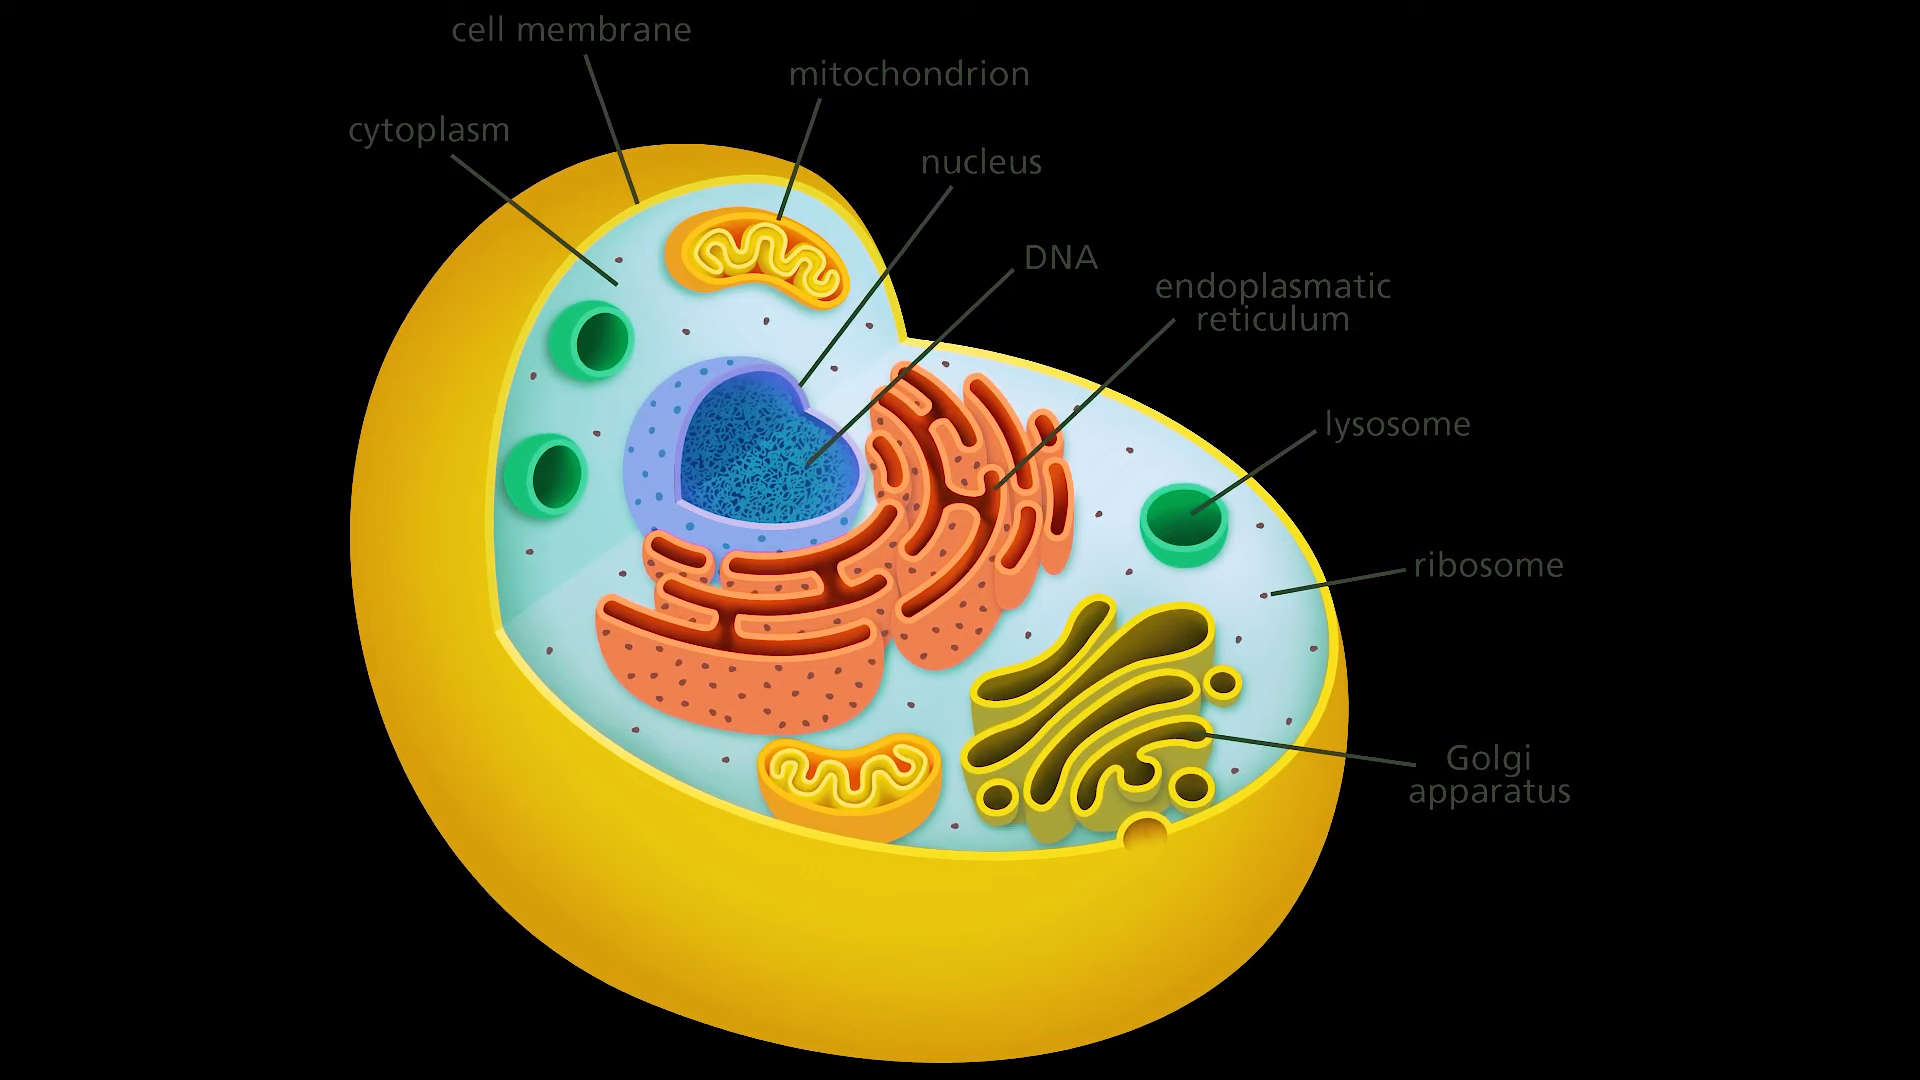 cell membrane
mitochondrion
cytoplasm
nucleus
DNA
endoplasmatic
reticulum
lysosome
ribosome
Golgi
apparatus